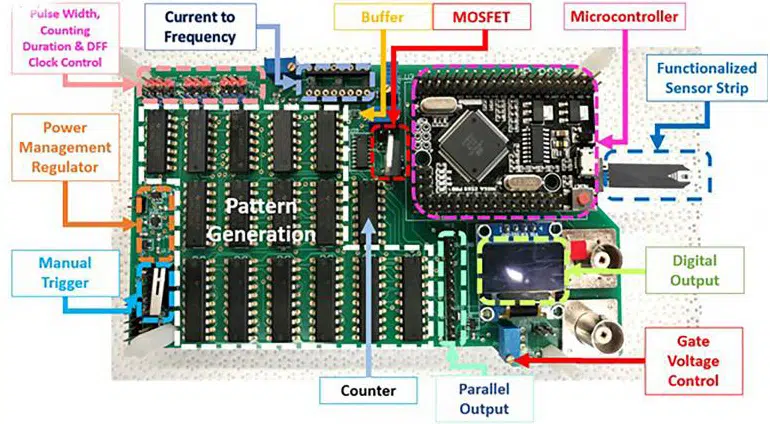 Pulse Width,
Counting
Duration & DFF
Clock Control
Current to
Frequency
Buffer
MOSFET
Microcontroller
Functionalized
Sensor Strip
Power
Management
Regulator
Pattern
Generation
Manual
Trigger
Digital
Output
Gate
Voltage
Control
Counter
Parallel
Output